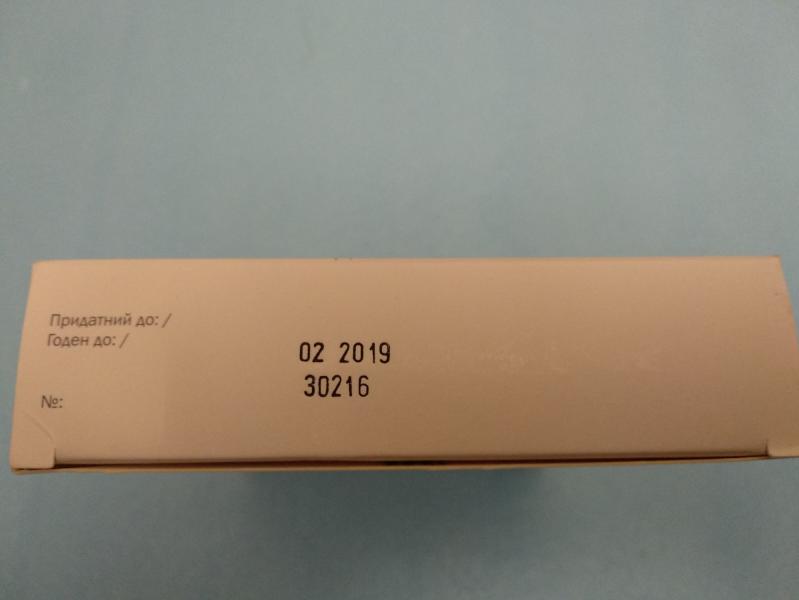 Придатний до: /
Годен до: /
02 2019
30216
№: